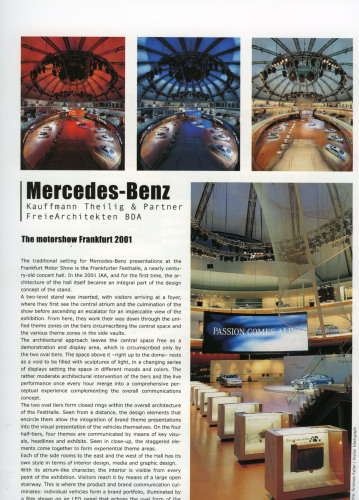 Mercedes-Benz
Kauffmann Theilig & Partner
FreieArchitekten BDA
The motorshow Frankfurt 2001
The traditional setting for Mercedes-Benz presentations at the
Frankfurt Motor Show is the Frankfurter Festhalle, a nearly centu-
ry-old concert hall. In the 2001 IAA, and for the first time, the ar-
chitecture of the hall itself became an integral part of the design
concept of the stand.
A two-level stand was inserted, with visitors arriving at a foyer,
where they first see the central atrium and the culmination of the
show before ascending an escalator for an impeccable view of the
exhibition. From here, they work their way down through the uni-
fied theme zones on the tiers circumscribing the central space and
the various theme zones in the side vaults.
The architectural approach leaves the central space free as a
demonstration and display area, which is circumscribed only by
the two oval tiers. The space above it -right up to the dome- rests
as a void to be filled with sculptures of light, in a changing series
of displays setting the space in different moods and colors. The
rather moderate architectural intervention of the tiers and the live
performance once every hour merge into a comprehensive per-
ceptual experience complementing the overall communications
concept.
The two oval tiers form closed rings within the overall architecture
of the Festhalle. Seen from a distance, the design elements that
encircle them allow the integration of brand theme presentations
into the visual presentation of the vehicles themselves. On the four
half-tiers, four themes are communicated by means of key visu-
als, headlines and exhibits. Seen in close-up, the staggered ele-
ments come together to form experiential theme areas.
Each of the side rooms to the east and the west of the Hall has its
own style in terms of interior design, media and graphic design.
With its atrium-like character, the interior is visible from every
point of the exhibition. Visitors reach it by means of a large open
stairway. This is where the product and brand communication cul-
minates: individual vehicles form a brand portfolio, illuminated by
a film shown on an LED panel that echoes the oval form of the
PASSION COMES ALIVE